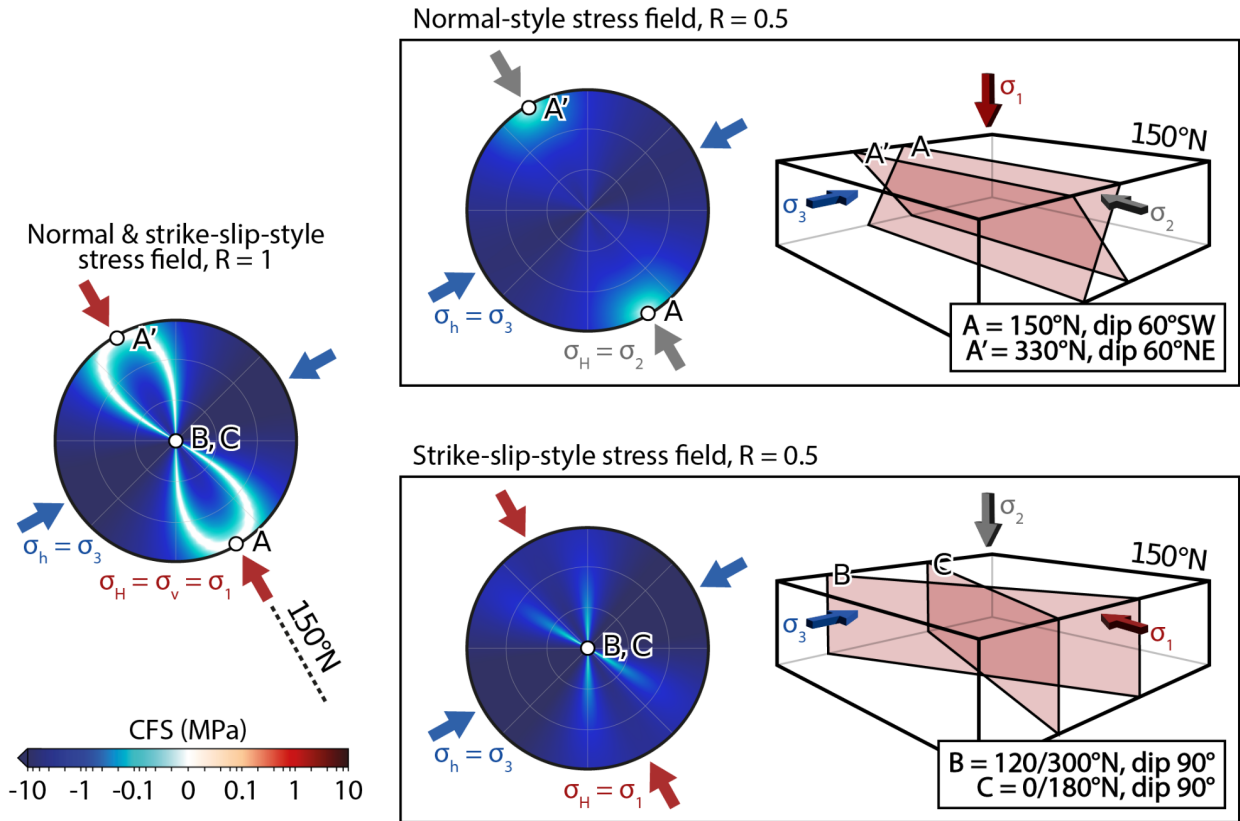 Normal-style stress field, R = 0.5
A’
A
σh = σ3
σH = σ2
σ1
150°N
A’
A
σ3
σ2
A = 150°N, dip 60°SW
A’ = 330°N, dip 60°NE
Normal & strike-slip-style
stress field, R = 1
A’
B, C
A
σh = σ3
σH = σv = σ1
150°N
CFS (MPa)
-10 -1 -0.1 0 0.1 1 10
Strike-slip-style stress field, R = 0.5
B, C
σh = σ3
σH = σ1
σ2
150°N
B
C
σ3
σ1
B = 120/300°N, dip 90°
C = 0/180°N, dip 90°